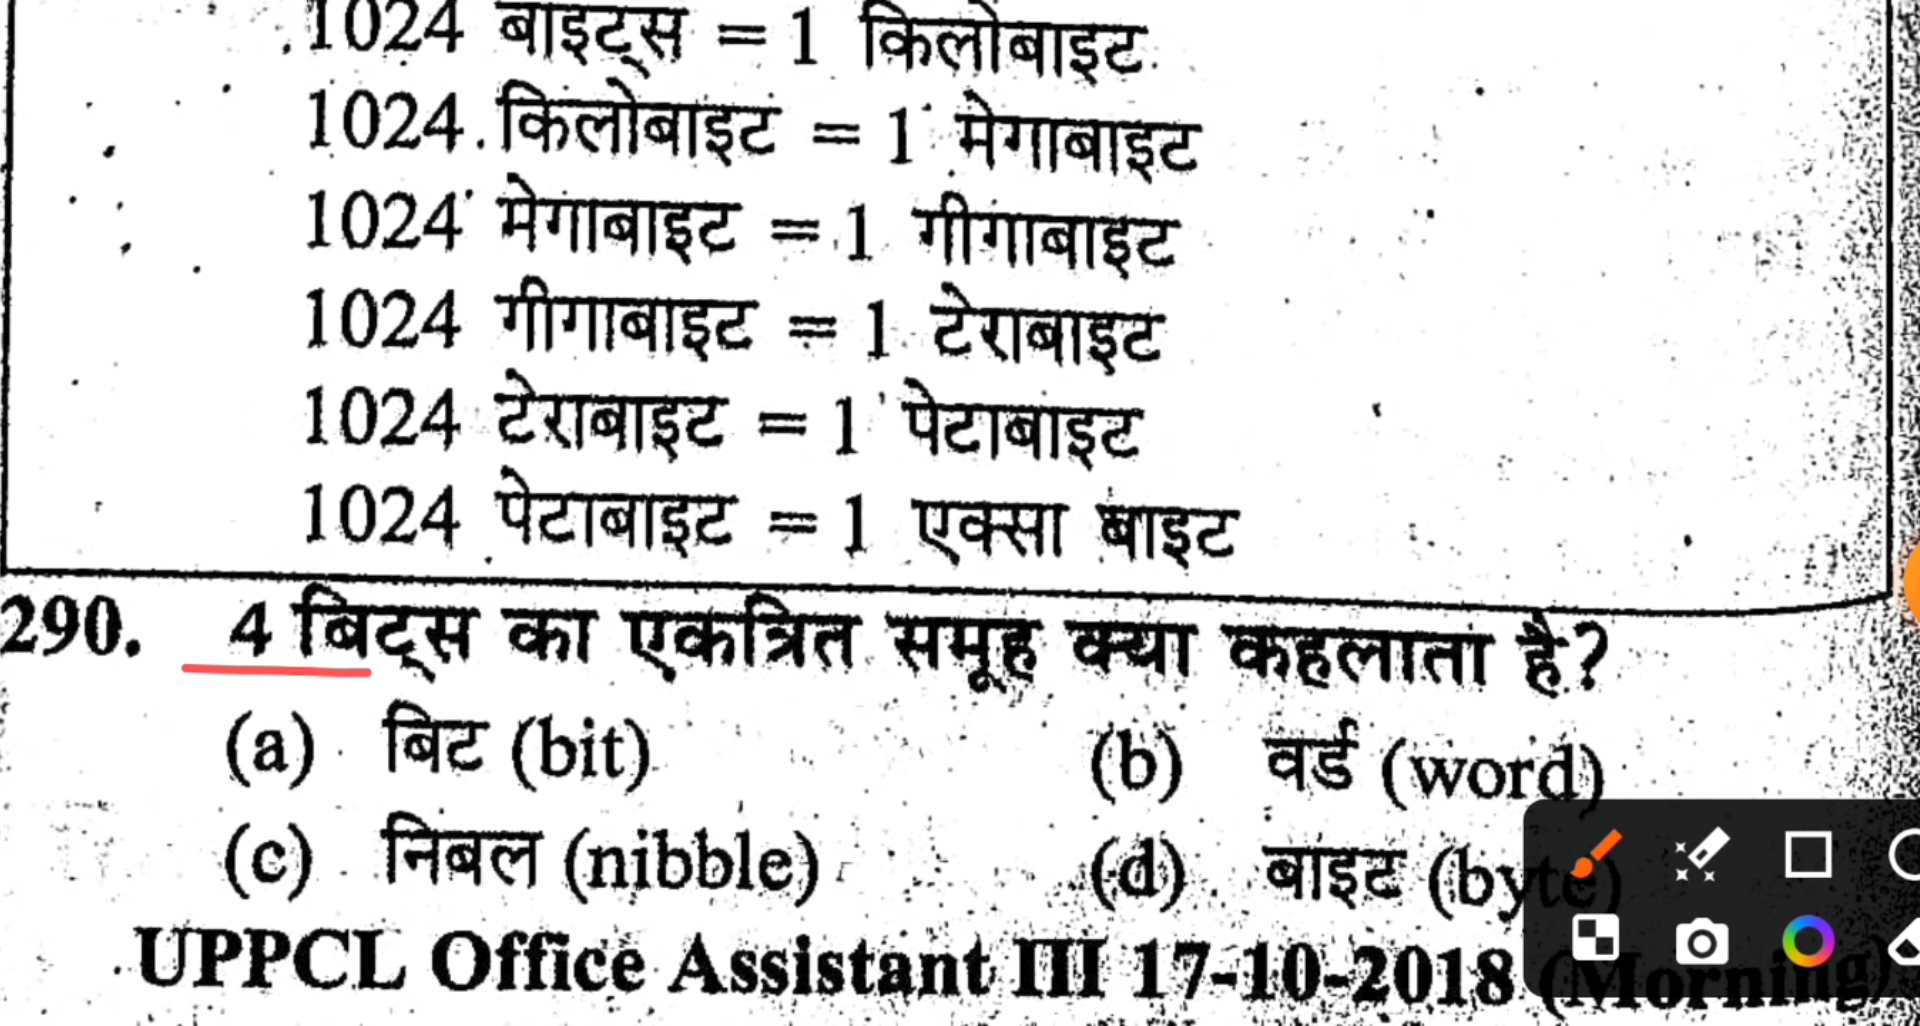 1024 बाइट्स = 1 किलोबाइट
1024 किलोबाइट = 1 मेगाबाइट
1024 मेगाबाइट = 1 गीगाबाइट
1024 गीगाबाइट = 1 टेराबाइट
1024 टेराबाइट = 1 पेटाबाइट
1024 पेटाबाइट = 1 एक्सा बाइट
290. 4 बिट्स का एकत्रित समूह क्या कहलाता है?
(a) बिट (bit) (b) वर्ड (word)
(c) निबल (nibble) (d) बाइट (byte)
UPPCL Office Assistant III 17-10-2018 (Morning)